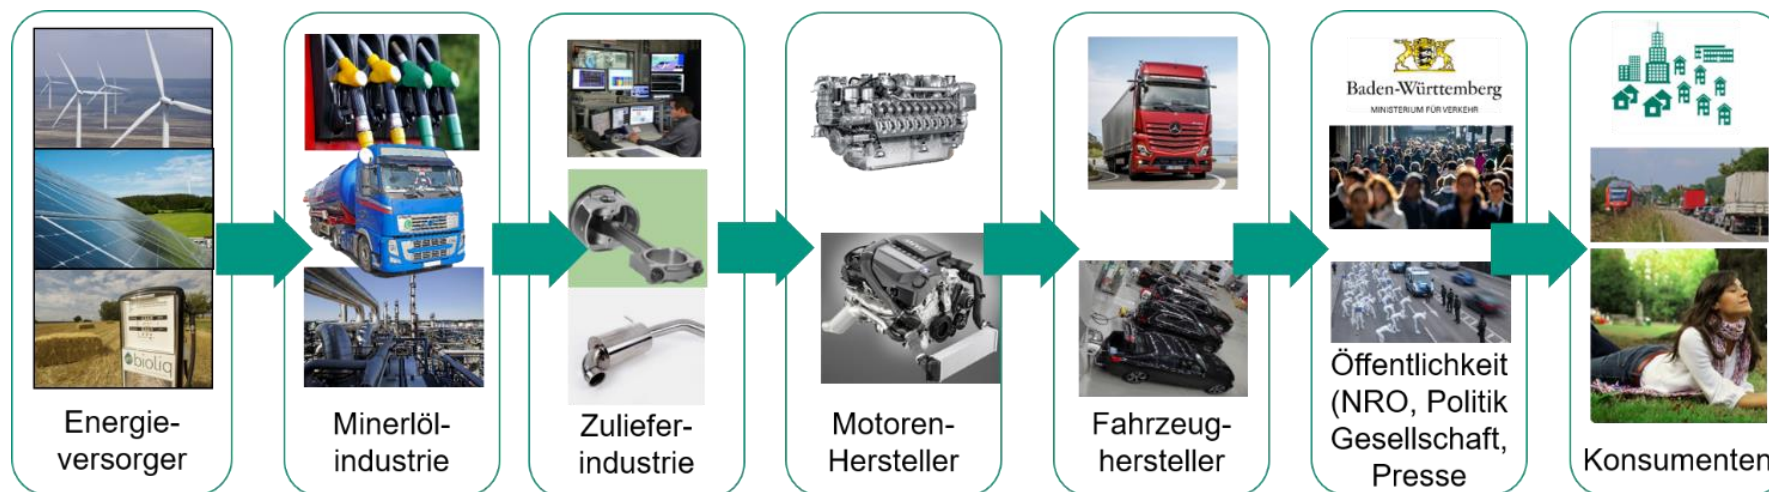 bioliq
Energie-
versorger
Minerlöl-
industrie
Zuliefer-
industrie
Motoren-
Hersteller
Fahrzeug-
hersteller
Baden-Württemberg
MINISTERIUM FÜR VERKEHR
Öffentlichkeit
(NRO, Politik
Gesellschaft,
Presse
Konsumenten